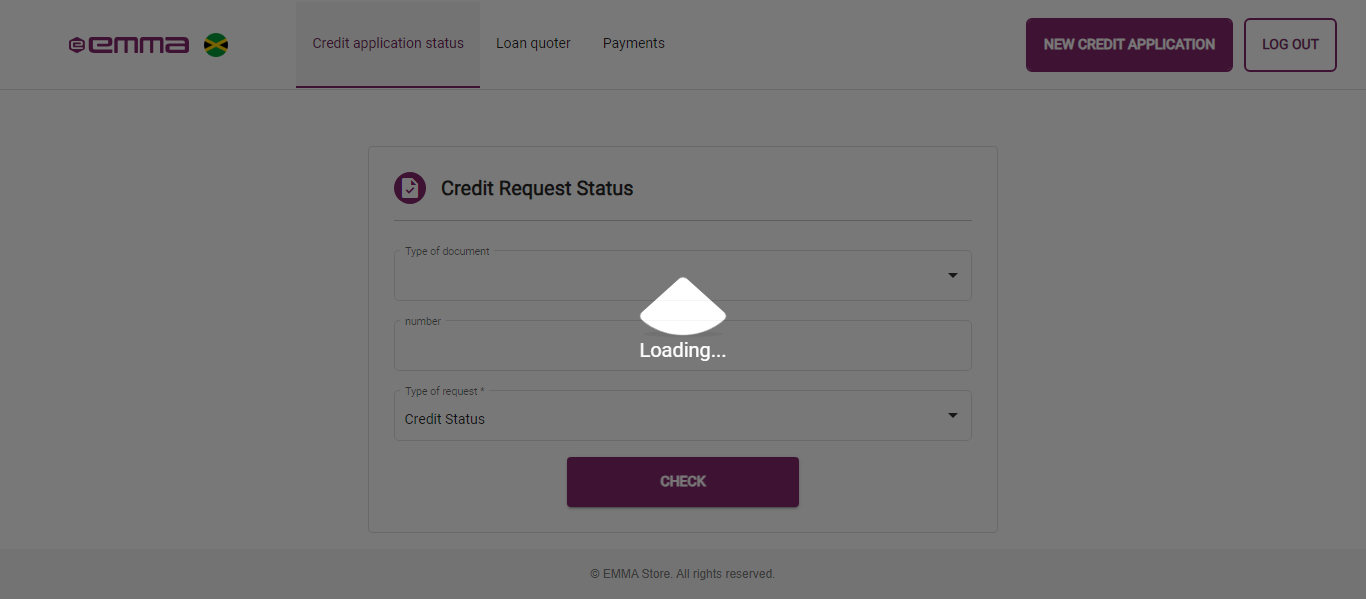 emma
Credit application status
Loan quoter
Payments
NEW CREDIT APPLICATION
LOG OUT
Credit Request Status
Type of document
number
Loading...
Type of request *
Credit Status
CHECK
© EMMA Store. All rights reserved.